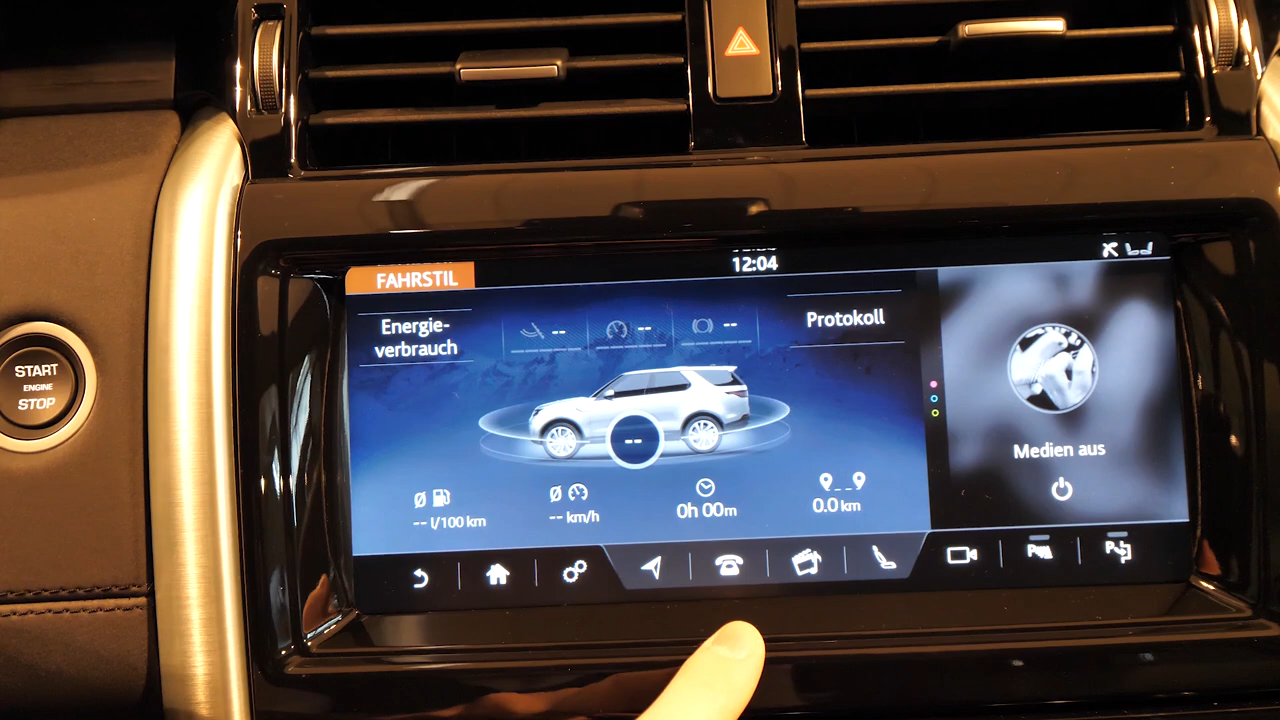 12:04
FAHRSTIL
Energie-
verbrauch
--
--
--
Protokoll
START
ENGINE
STOP
--
Medien aus
Ø
Ø
-- l/100 km
-- km/h
0h 00m
0.0 km
P
P